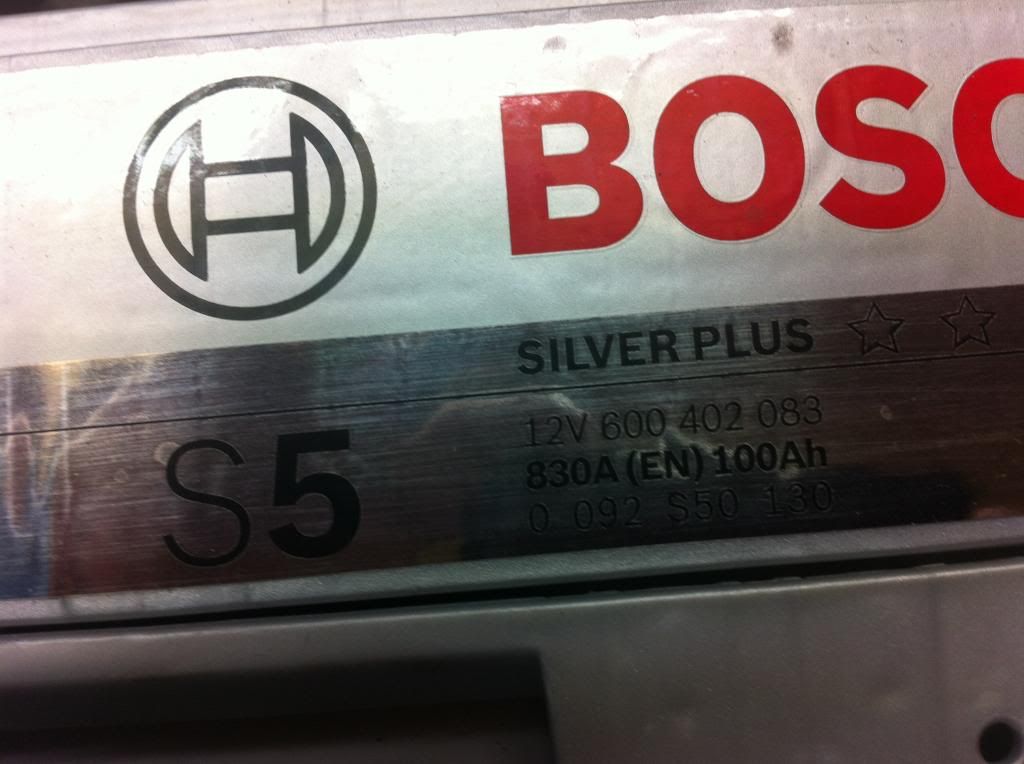 BOSC
SILVER PLUS
S5
12V 600 402 083
830A (EN) 100Ah
0 092 S50 130